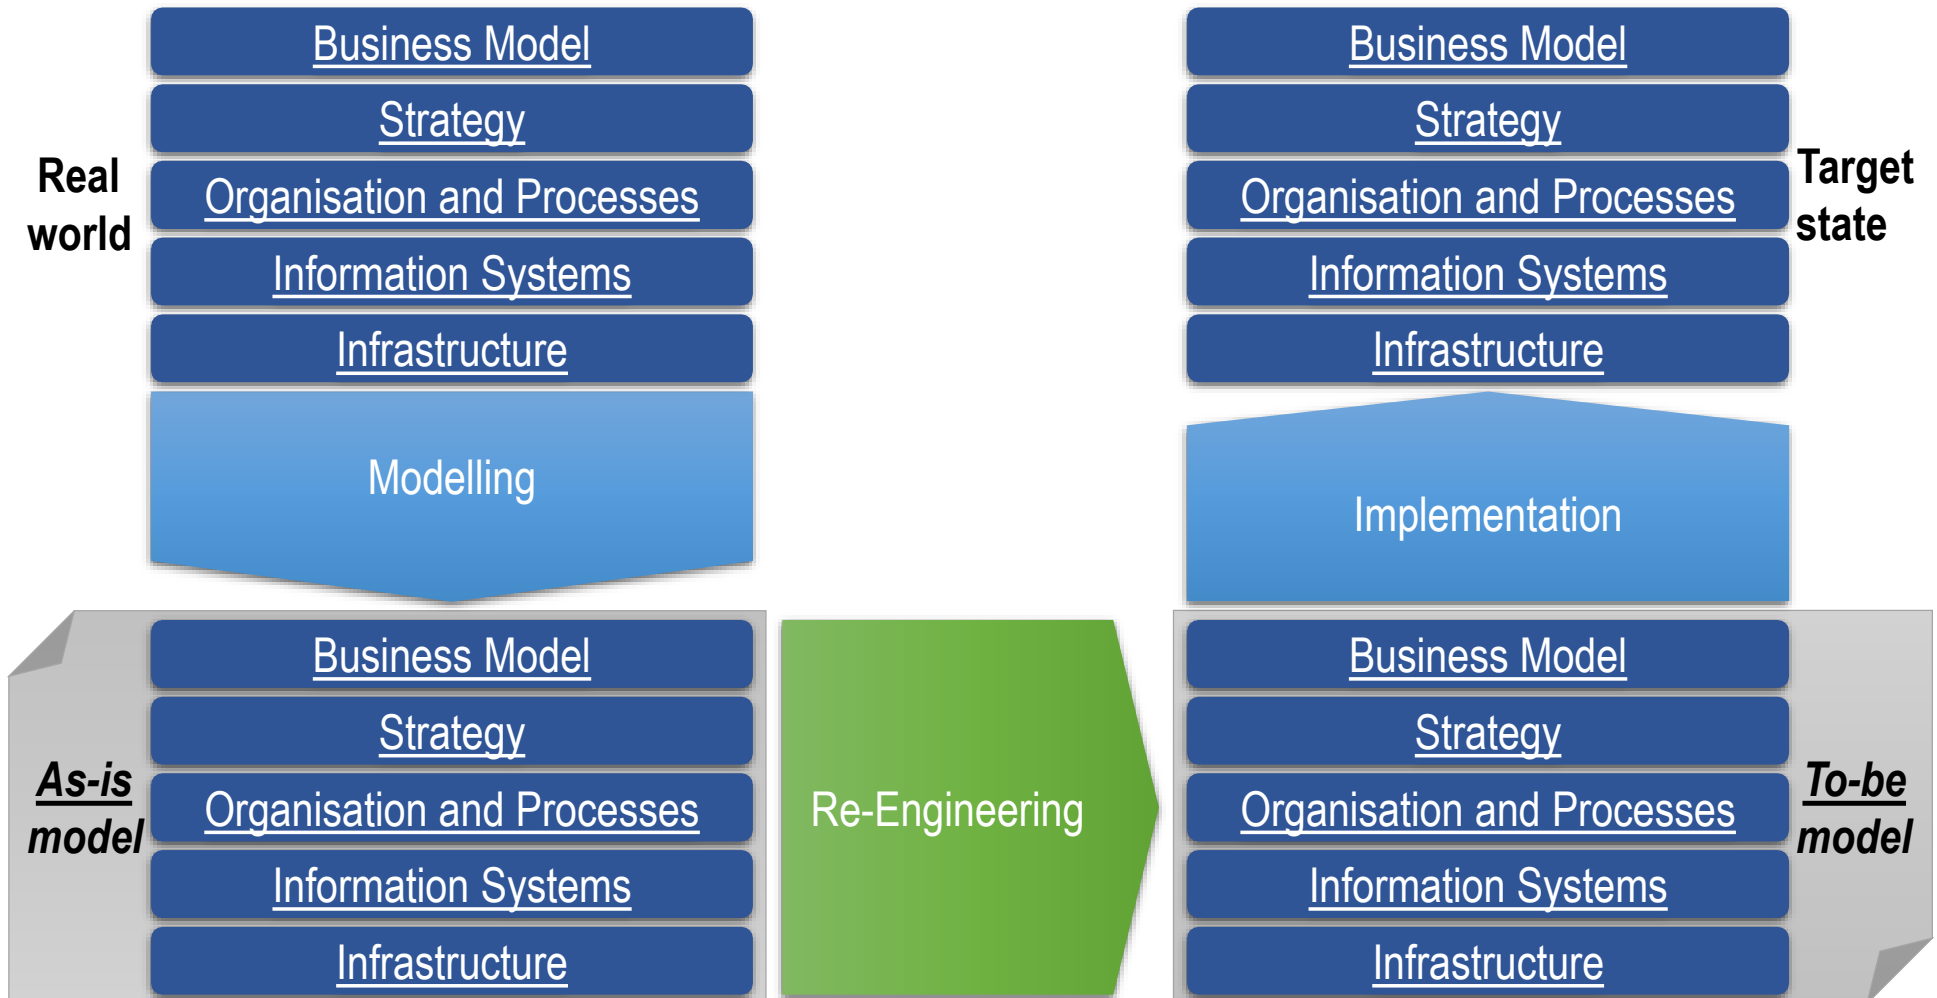 Real
world
Business Model
Strategy
Organisation and Processes
Information Systems
Infrastructure
Business Model
Strategy
Organisation and Processes
Information Systems
Infrastructure
Target
state
Modelling
Implementation
As-is
model
Business Model
Strategy
Organisation and Processes
Information Systems
Infrastructure
Re-Engineering
Business Model
Strategy
Organisation and Processes
Information Systems
Infrastructure
To-be
model